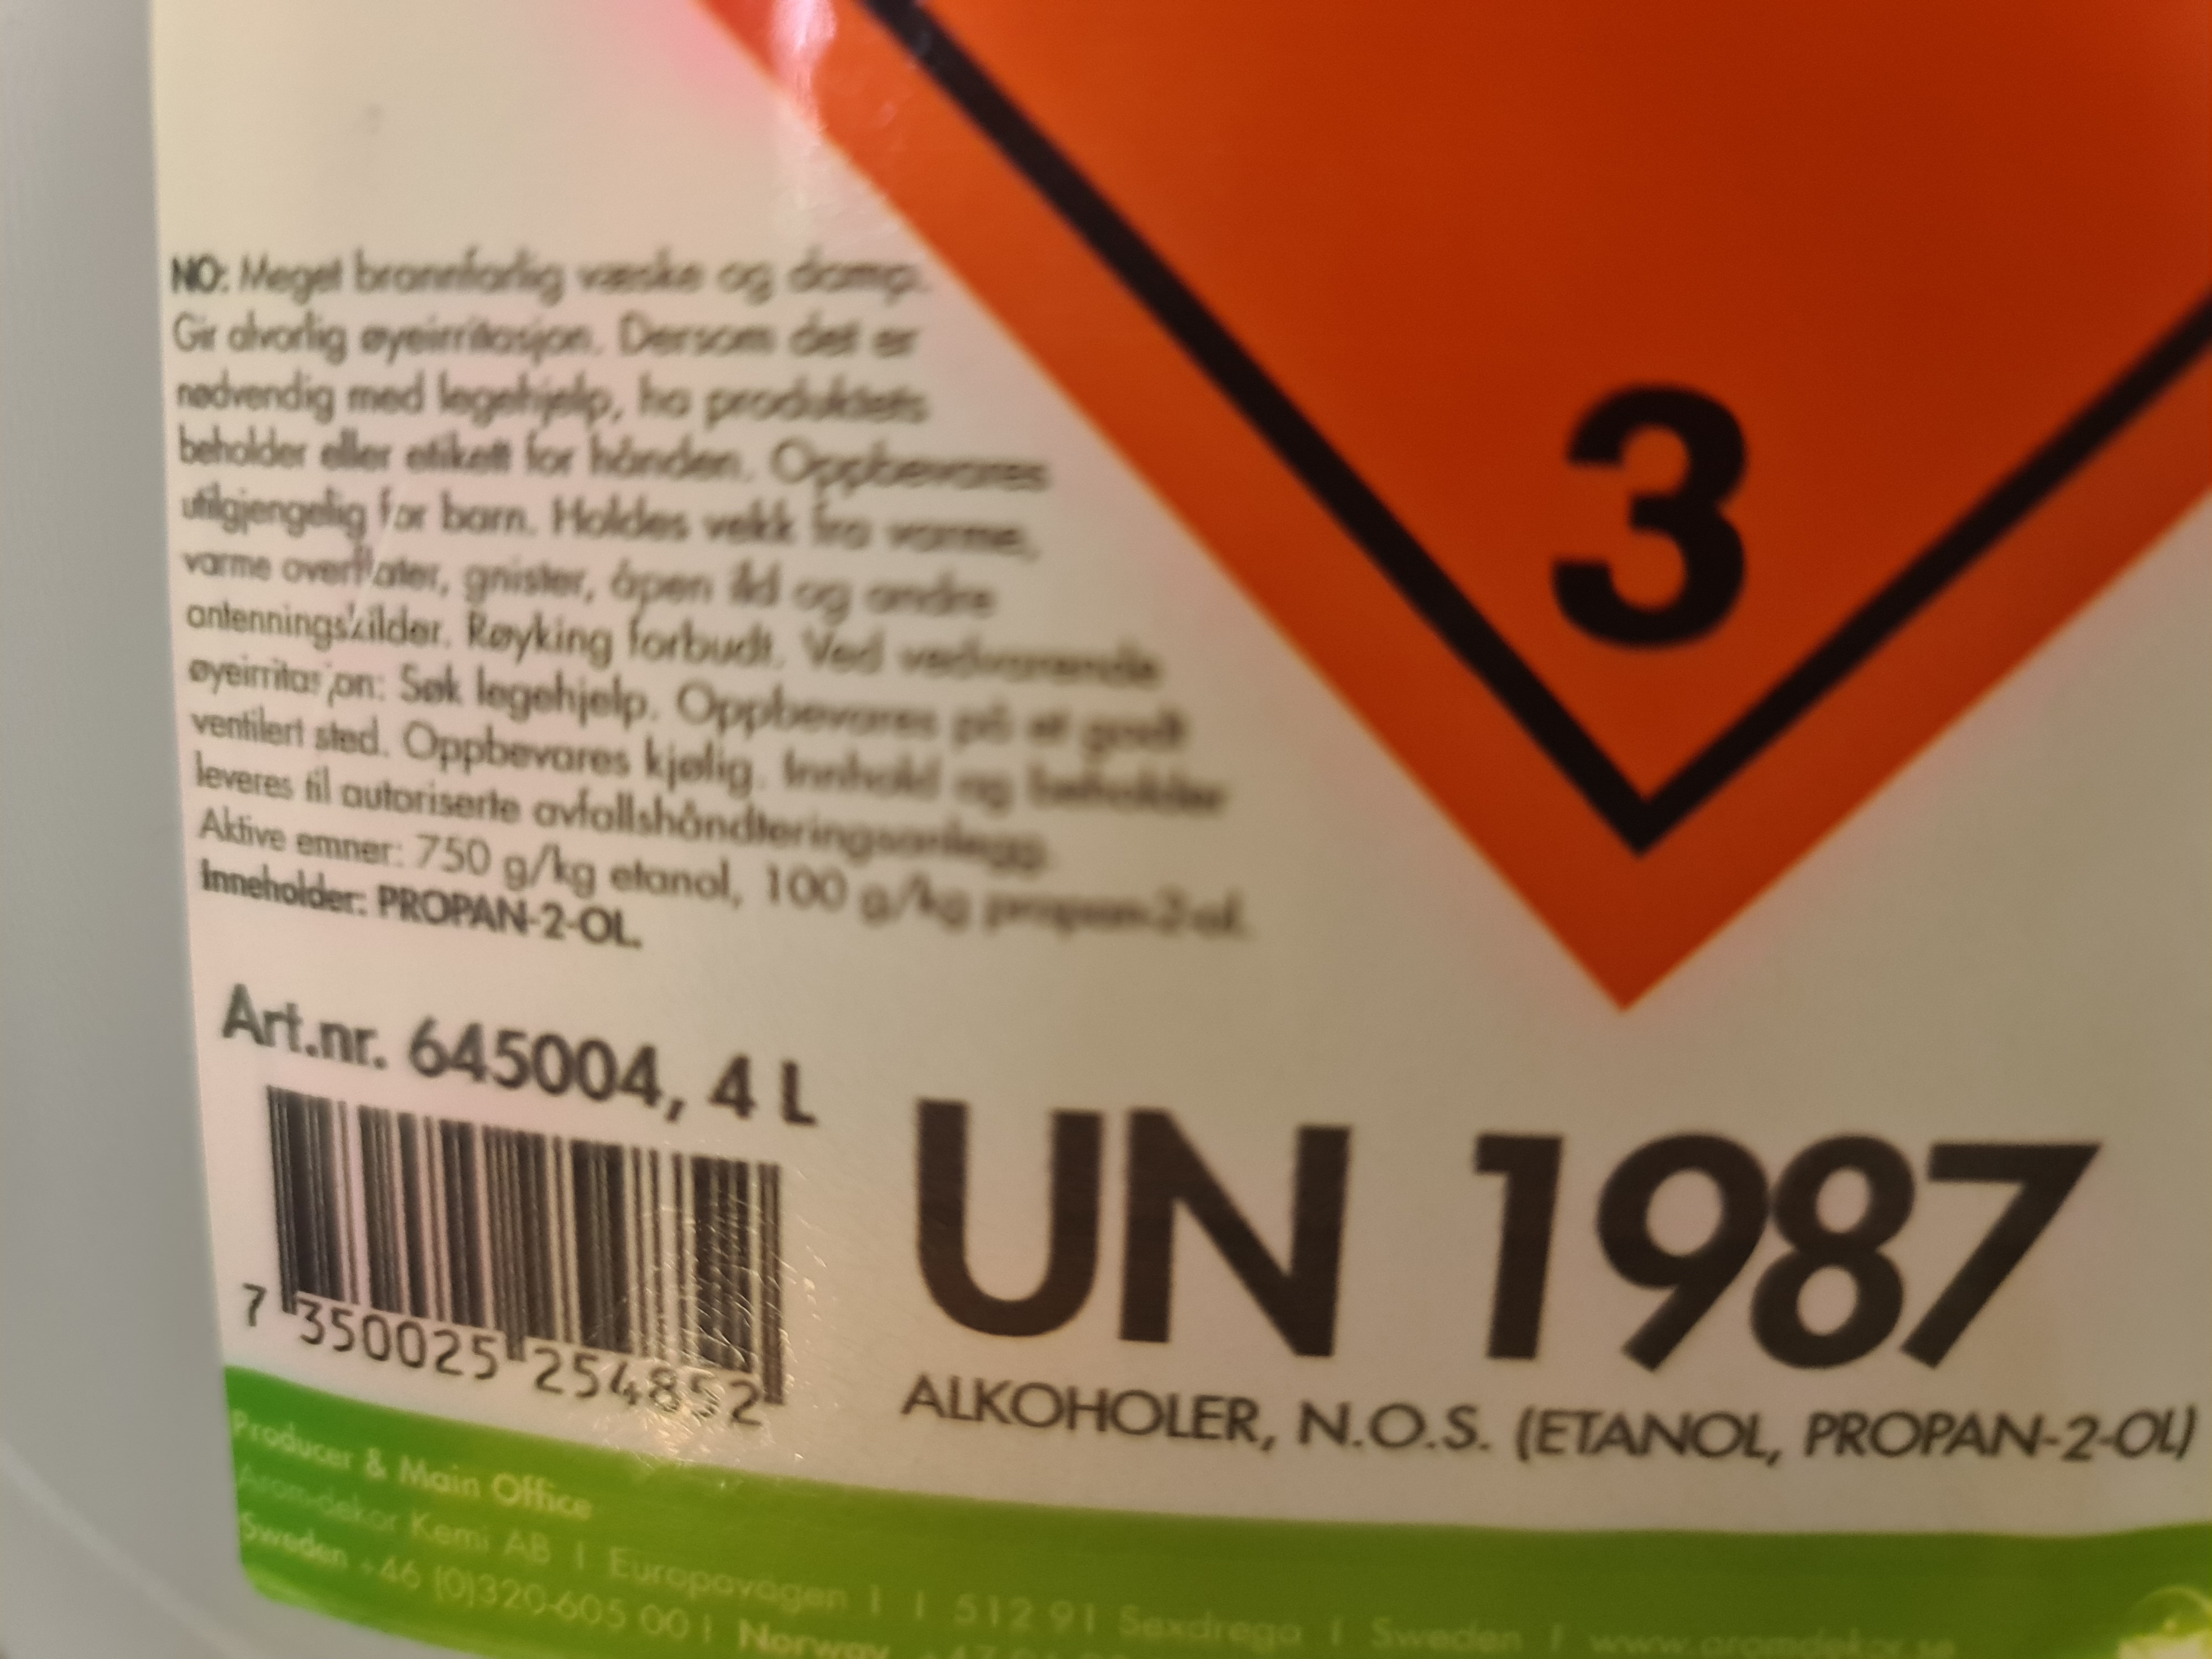 NO: Meget brannfarlig væske og damp.
Gir alvorlig øyeirritasjon. Dersom det er
nødvendig med legehjelp, ha produktets
beholder eller etikett for hånden. Oppbevares
utilgjengelig for barn. Holdes vekk fra varme,
varme overflater, gnister, åpen ild og andre
antenningskilder. Røyking forbudt. Ved vedvarende
øyeirritasjon: Søk legehjelp. Oppbevares på et godt
ventilert sted. Oppbevares kjølig. Innhold og beholder
leveres til autoriserte avfallshåndteringsanlegg.
Aktive emner: 750 g/kg etanol, 100 g/kg propan-2-ol.
Inneholder: PROPAN-2-OL.
3
Art.nr. 645004, 4 L
7 350025 254852
UN 1987
ALKOHOLER, N.O.S. (ETANOL, PROPAN-2-OL)
Producer & Main Office
Arom-dekor Kemi AB | Europavägen 1 | 512 91 Sexdrega | Sweden | www.aromdekor.se
Sweden +46 (0)320-605 00 | Norway